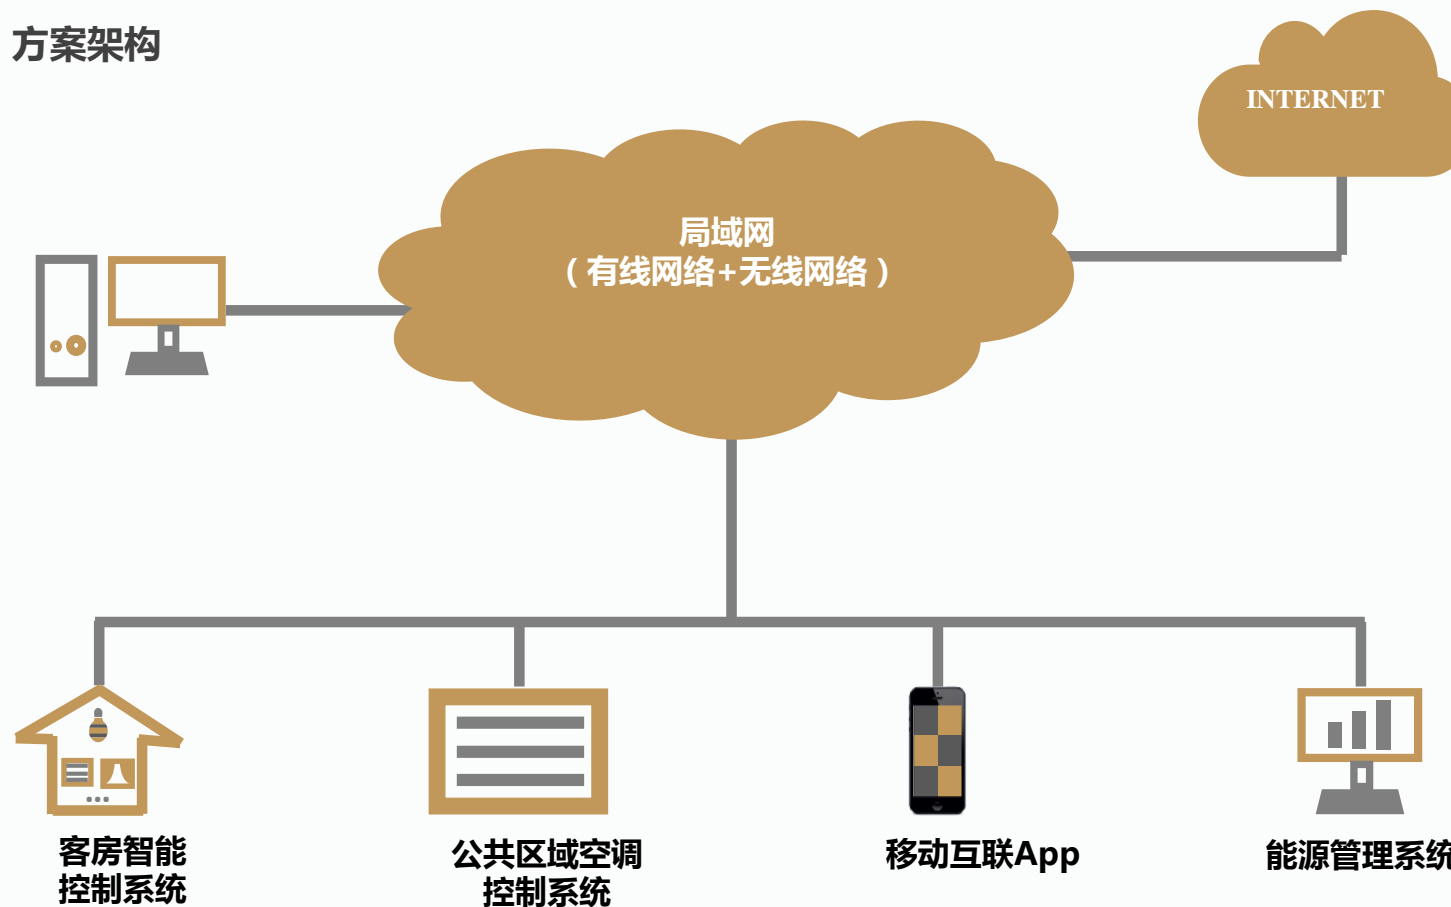 方案架构
INTERNET
局域网
（有线网络+无线网络）
客房智能
控制系统
公共区域空调
控制系统
移动互联App
能源管理系统